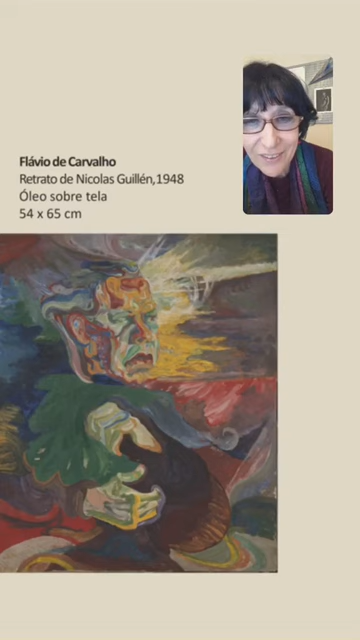 Flávio de Carvalho
Retrato de Nicolas Guillén,1948
Óleo sobre tela
54 x 65 cm